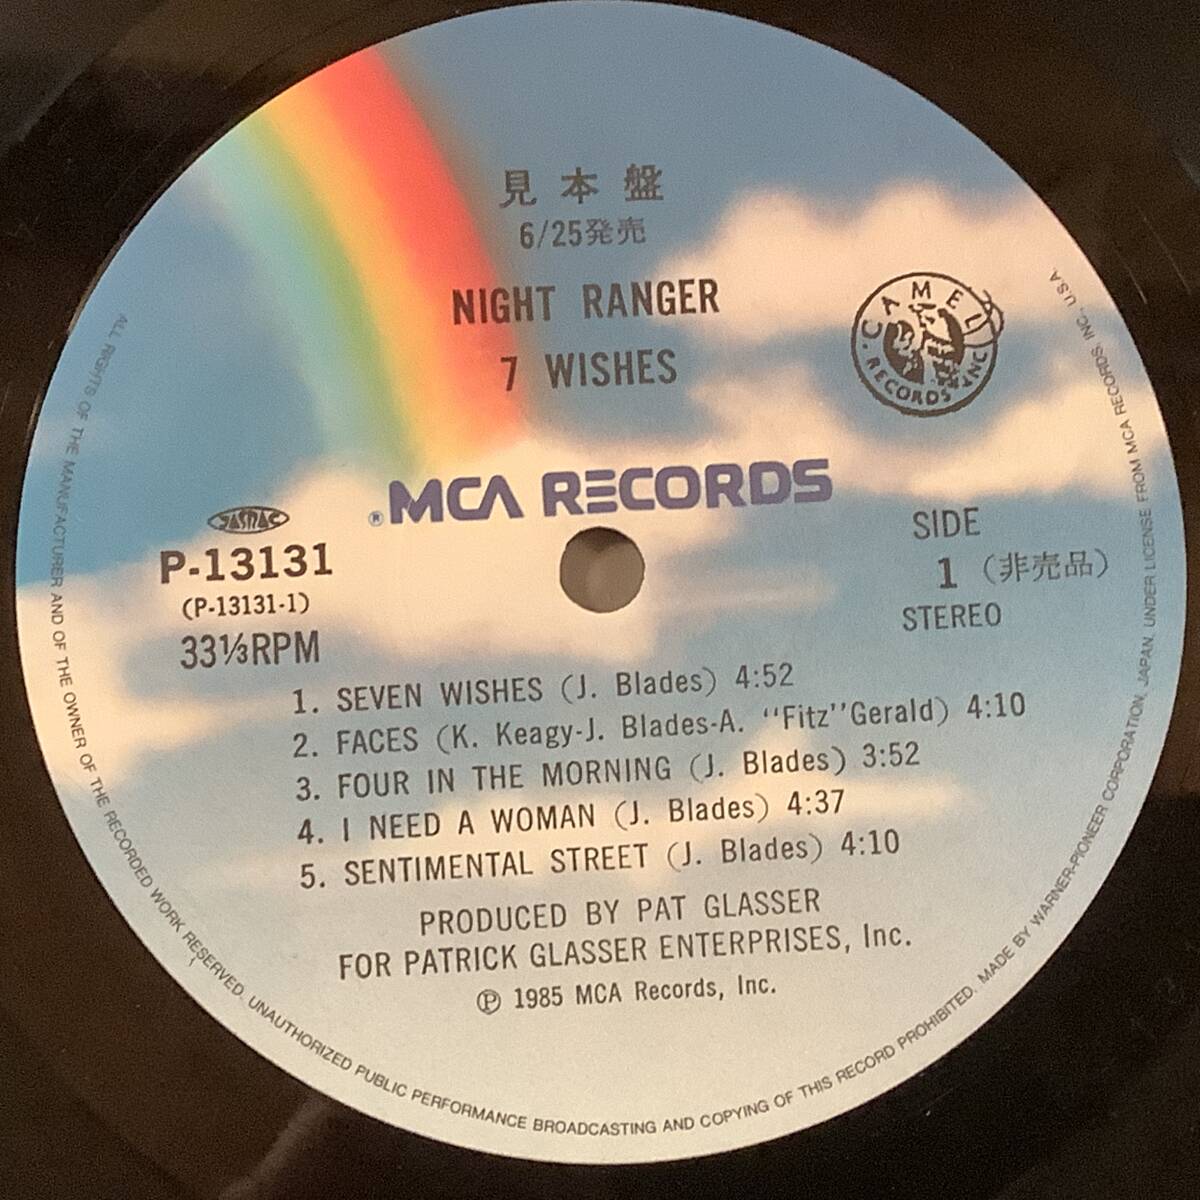 見本盤
6/25発売
NIGHT RANGER
7 WISHES
CAMEL
RECORDS INC.
® MCA RECORDS
JASRAC
P-13131
(P-13131-1)
33⅓RPM
SIDE
1 (非売品)
STEREO
1. SEVEN WISHES (J. Blades) 4:52
2. FACES (K. Keagy-J. Blades-A. "Fitz"Gerald) 4:10
3. FOUR IN THE MORNING (J. Blades) 3:52
4. I NEED A WOMAN (J. Blades) 4:37
5. SENTIMENTAL STREET (J. Blades) 4:10
PRODUCED BY PAT GLASSER
FOR PATRICK GLASSER ENTERPRISES, Inc.
℗ 1985 MCA Records, Inc.
ALL RIGHTS OF THE MANUFACTURER AND OF THE OWNER OF THE RECORDED WORK RESERVED. UNAUTHORIZED PUBLIC PERFORMANCE BROADCASTING AND COPYING OF THIS RECORD PROHIBITED. MADE BY WARNER-PIONEER CORPORATION, JAPAN. UNDER LICENSE FROM MCA RECORDS, INC., U.S.A.